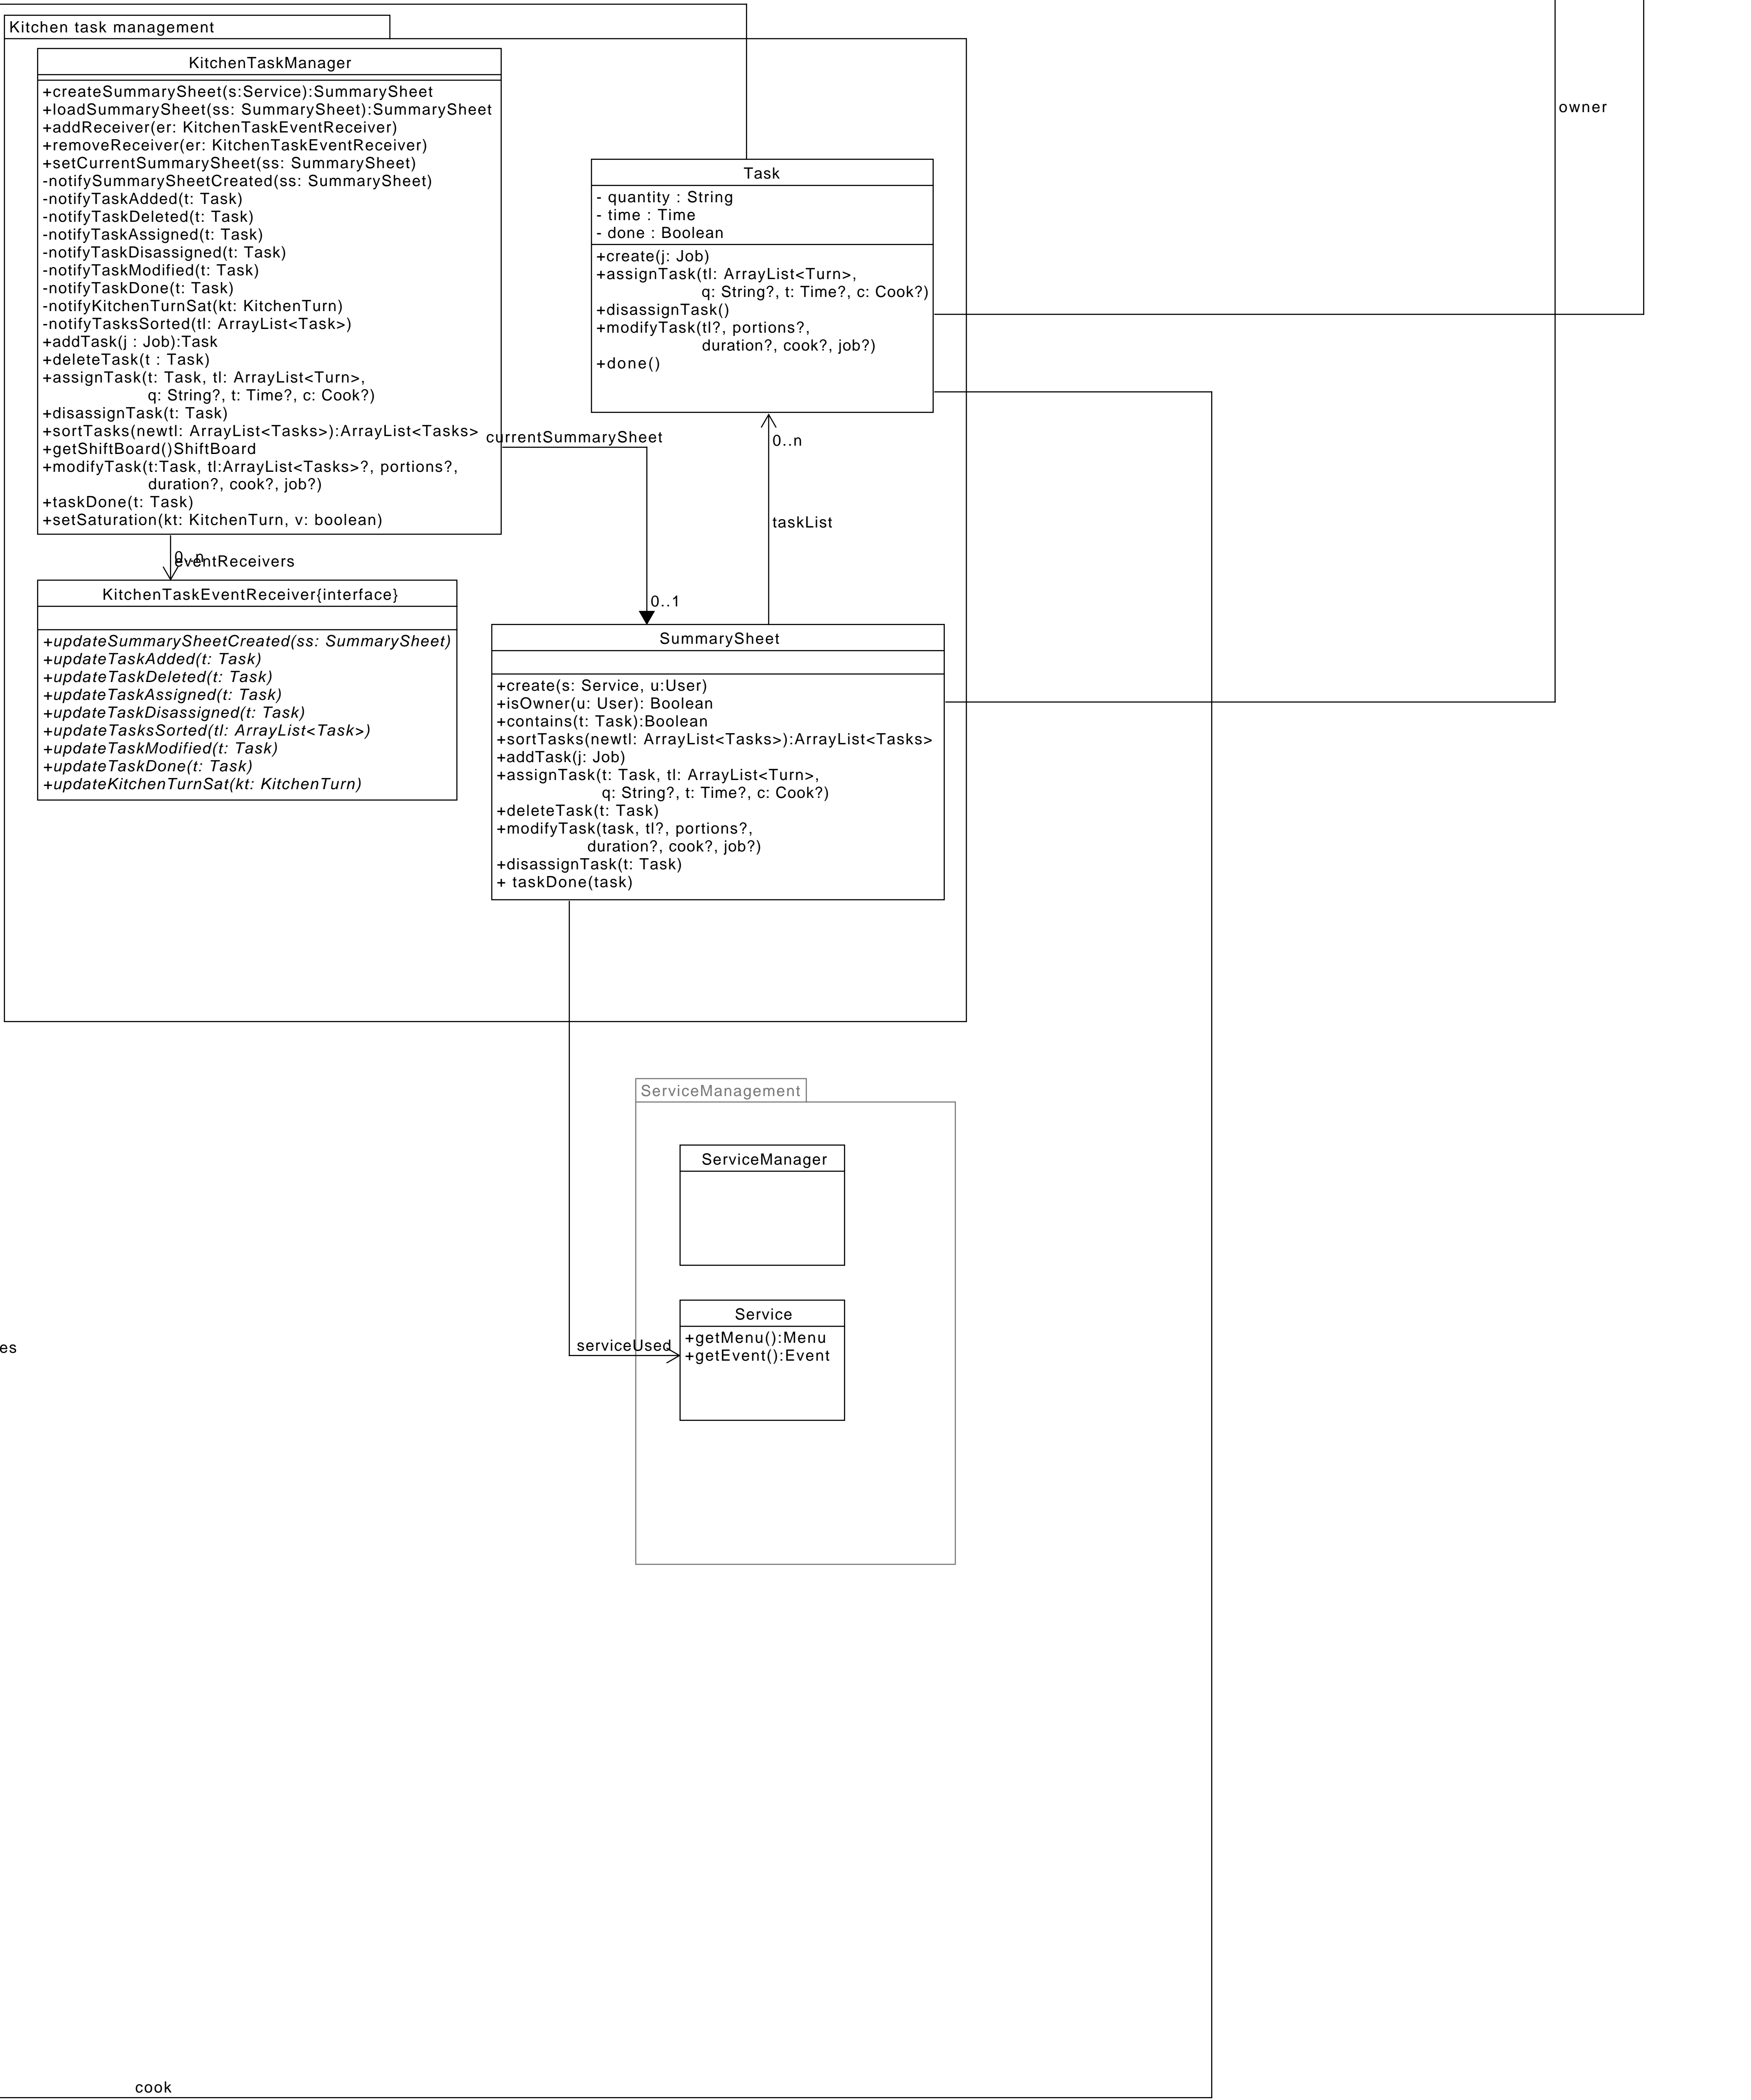 Kitchen task management
KitchenTaskManager
+createSummarySheet(s:Service):SummarySheet
+loadSummarySheet(ss: SummarySheet):SummarySheet
+addReceiver(er: KitchenTaskEventReceiver)
+removeReceiver(er: KitchenTaskEventReceiver)
+setCurrentSummarySheet(ss: SummarySheet)
-notifySummarySheetCreated(ss: SummarySheet)
-notifyTaskAdded(t: Task)
-notifyTaskDeleted(t: Task)
-notifyTaskAssigned(t: Task)
-notifyTaskDisassigned(t: Task)
-notifyTaskModified(t: Task)
-notifyTaskDone(t: Task)
-notifyKitchenTurnSat(kt: KitchenTurn)
-notifyTasksSorted(tl: ArrayList<Task>)
+addTask(j : Job):Task
+deleteTask(t : Task)
+assignTask(t: Task, tl: ArrayList<Turn>,
q: String?, t: Time?, c: Cook?)
+disassignTask(t: Task)
+sortTasks(newtl: ArrayList<Tasks>):ArrayList<Tasks>
+getShiftBoard()ShiftBoard
+modifyTask(t:Task, tl:ArrayList<Tasks>?, portions?,
duration?, cook?, job?)
+taskDone(t: Task)
+setSaturation(kt: KitchenTurn, v: boolean)
0..n
eventReceivers
KitchenTaskEventReceiver{interface}
+updateSummarySheetCreated(ss: SummarySheet)
+updateTaskAdded(t: Task)
+updateTaskDeleted(t: Task)
+updateTaskAssigned(t: Task)
+updateTaskDisassigned(t: Task)
+updateTasksSorted(tl: ArrayList<Task>)
+updateTaskModified(t: Task)
+updateTaskDone(t: Task)
+updateKitchenTurnSat(kt: KitchenTurn)
Task
- quantity : String
- time : Time
- done : Boolean
+create(j: Job)
+assignTask(tl: ArrayList<Turn>,
q: String?, t: Time?, c: Cook?)
+disassignTask()
+modifyTask(tl?, portions?,
duration?, cook?, job?)
+done()
owner
currentSummarySheet
0..n
taskList
0..1
SummarySheet
+create(s: Service, u:User)
+isOwner(u: User): Boolean
+contains(t: Task):Boolean
+sortTasks(newtl: ArrayList<Tasks>):ArrayList<Tasks>
+addTask(j: Job)
+assignTask(t: Task, tl: ArrayList<Turn>,
q: String?, t: Time?, c: Cook?)
+deleteTask(t: Task)
+modifyTask(task, tl?, portions?,
duration?, cook?, job?)
+disassignTask(t: Task)
+ taskDone(task)
ServiceManagement
ServiceManager
Service
+getMenu():Menu
+getEvent():Event
serviceUsed
es
cook